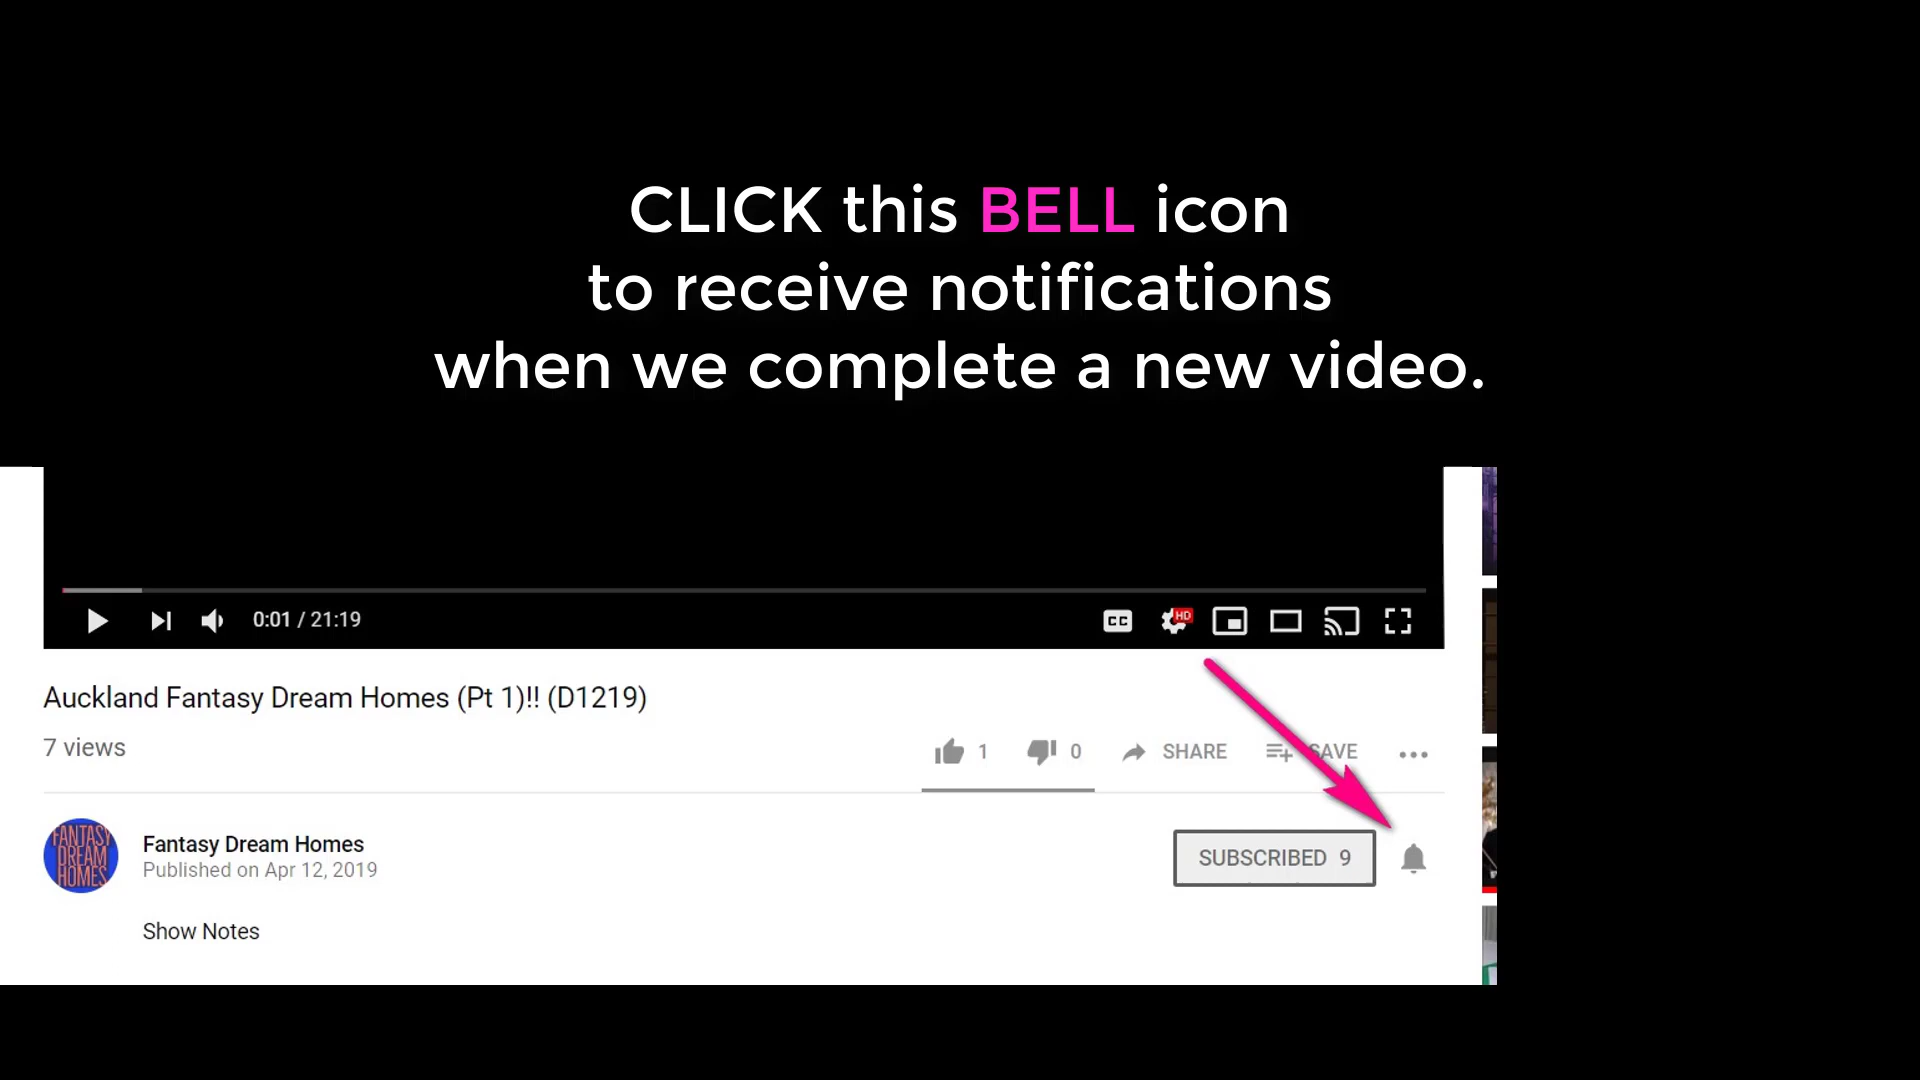 CLICK this BELL icon
to receive notifications
when we complete a new video.
0:01 / 21:19
CC
HD
Auckland Fantasy Dream Homes (Pt 1)!! (D1219)
7 views
1
0
SHARE
SAVE
FANTASY
DREAM
HOMES
Fantasy Dream Homes
Published on Apr 12, 2019
SUBSCRIBED 9
Show Notes